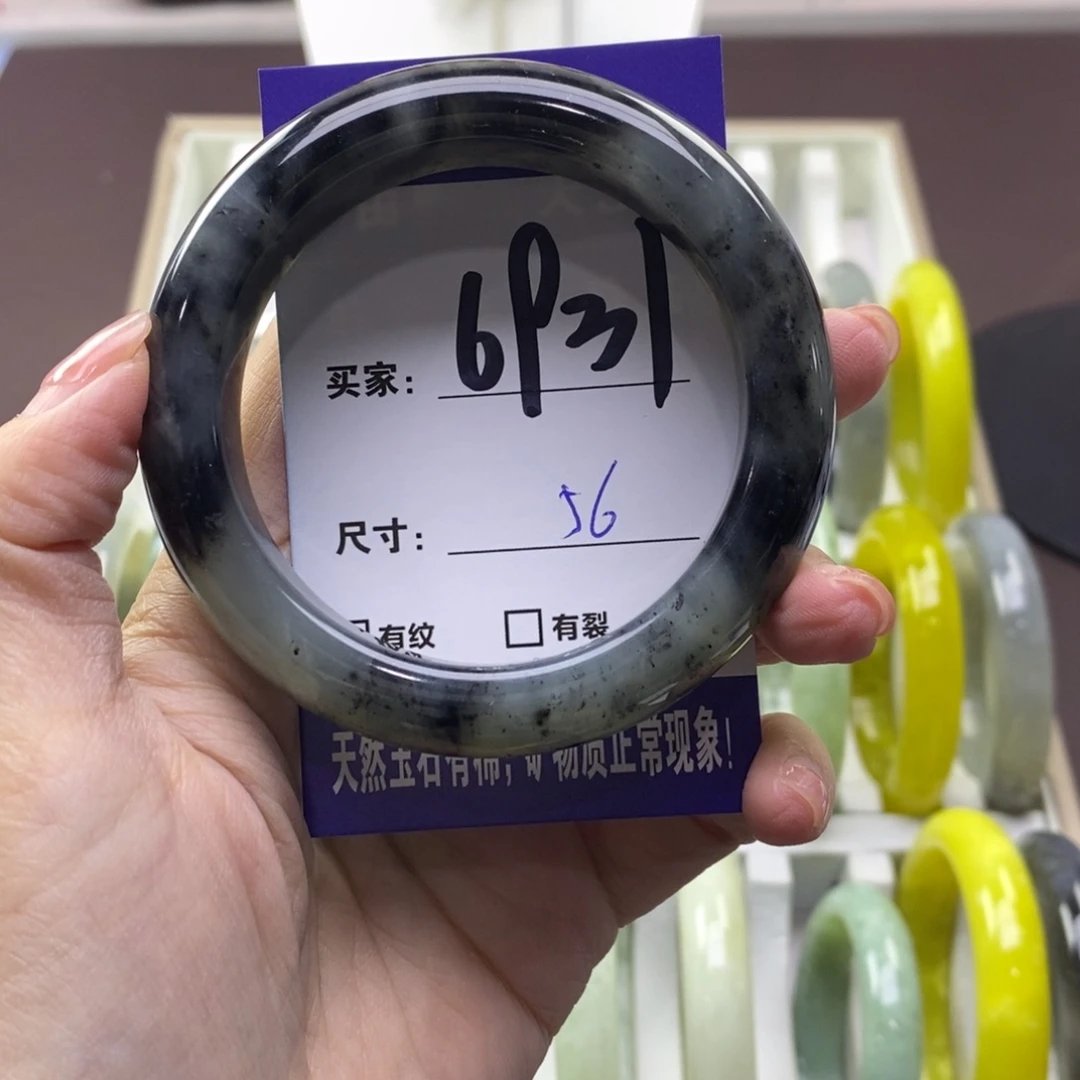 买家：6P31
尺寸：56
有纹 有裂
天然玉石有棉，矿物质正常现象！